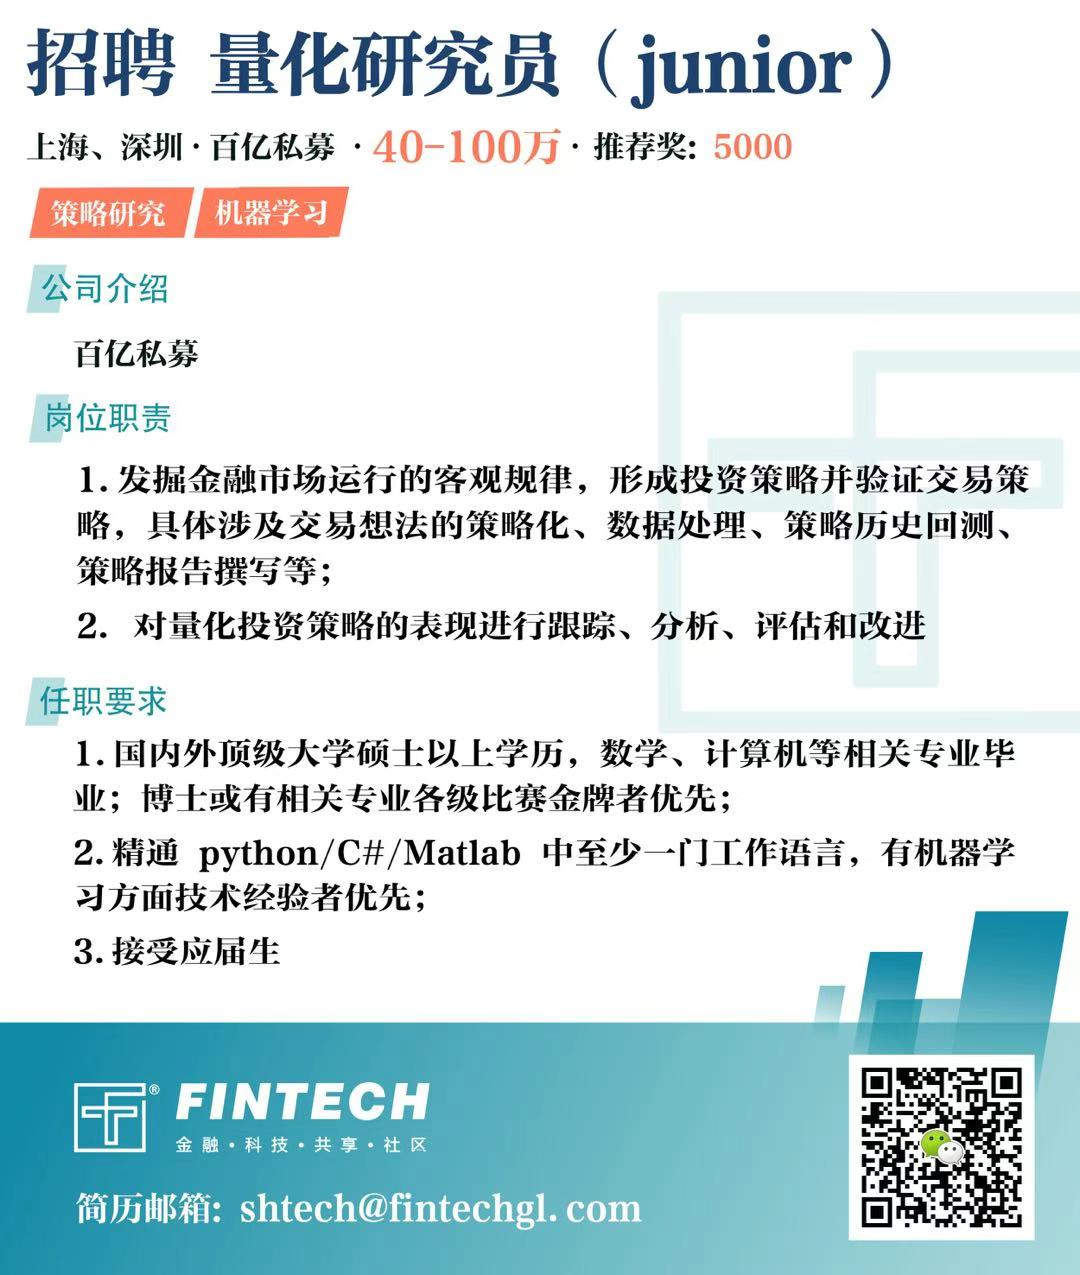 招聘 量化研究员（junior）
上海、深圳·百亿私募 ·40-100万· 推荐奖: 5000
策略研究 机器学习
公司介绍
百亿私募
岗位职责
1. 发掘金融市场运行的客观规律，形成投资策略并验证交易策
略，具体涉及交易想法的策略化、数据处理、策略历史回测、
策略报告撰写等；
2. 对量化投资策略的表现进行跟踪、分析、评估和改进
任职要求
1. 国内外顶级大学硕士以上学历，数学、计算机等相关专业毕
业；博士或有相关专业各级比赛金牌者优先；
2. 精通 python/C#/Matlab 中至少一门工作语言，有机器学
习方面技术经验者优先；
3. 接受应届生
® FINTECH
金融·科技·共享·社区
简历邮箱: shtech@fintechgl.com